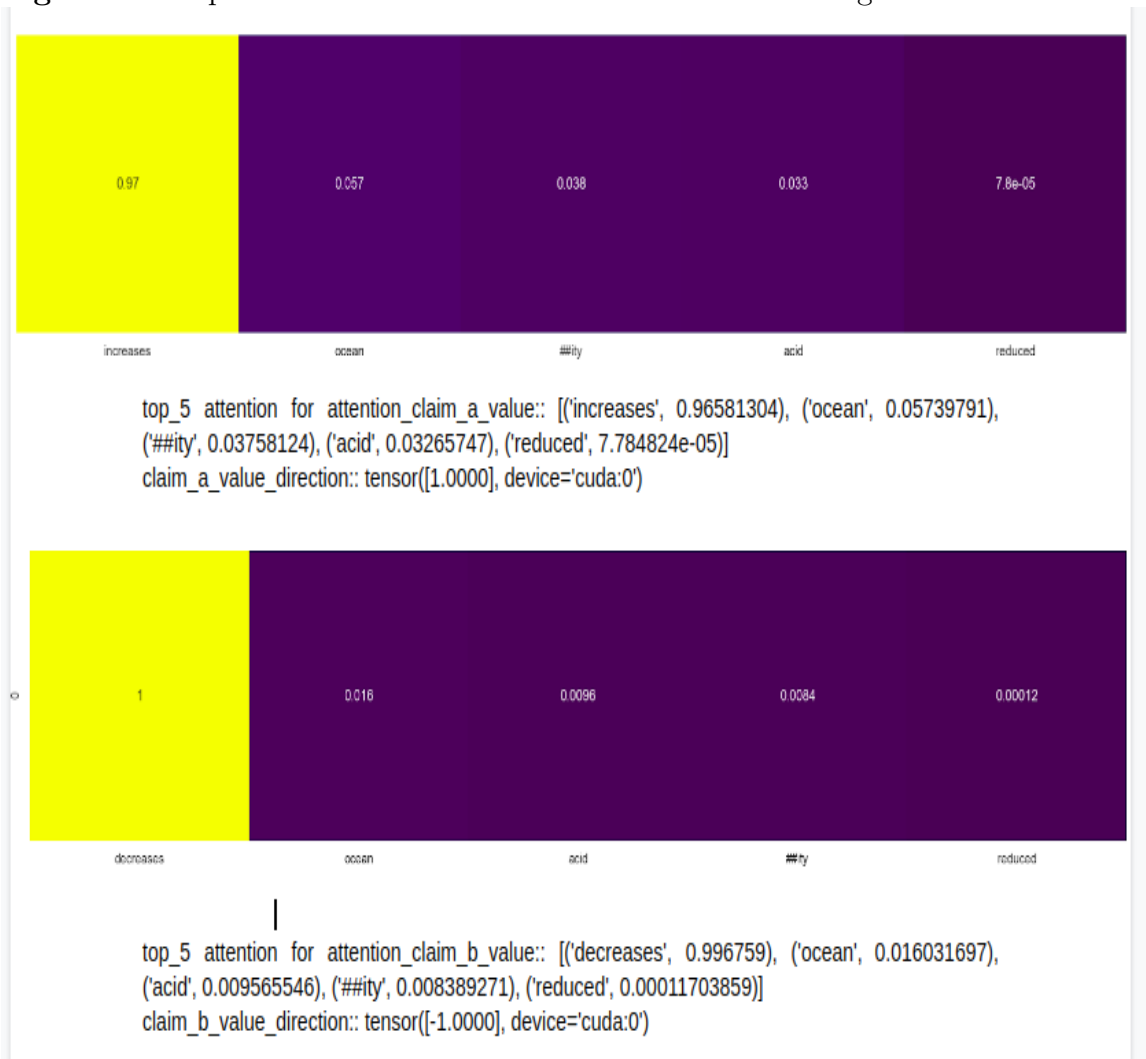 0.97 0.057 0.038 0.033 7.8e-05
increases ocean ##ity acid reduced
top_5 attention for attention_claim_a_value:: [('increases', 0.96581304), ('ocean', 0.05739791),
('##ity', 0.03758124), ('acid', 0.03265747), ('reduced', 7.784824e-05)]
claim_a_value_direction:: tensor([1.0000], device='cuda:0')
0 1 0.016 0.0096 0.0084 0.00012
decreases ocean acid ##ity reduced
top_5 attention for attention_claim_b_value:: [('decreases', 0.996759), ('ocean', 0.016031697),
('acid', 0.009565546), ('##ity', 0.008389271), ('reduced', 0.00011703859)]
claim_b_value_direction:: tensor([-1.0000], device='cuda:0')